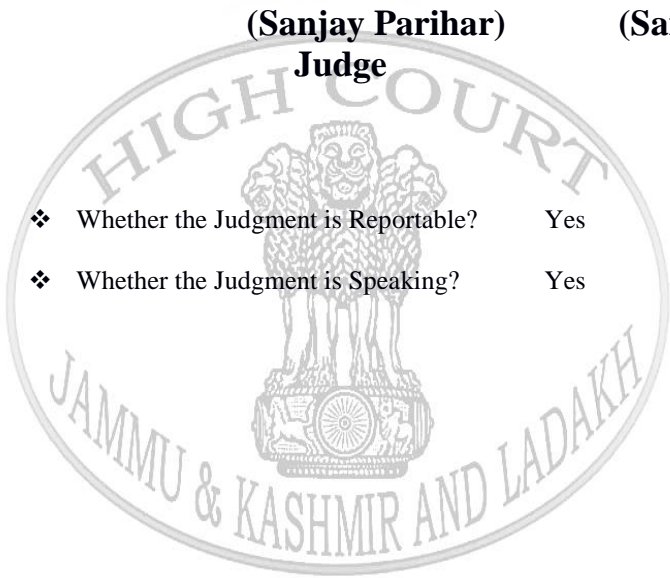 (Sanjay Parihar)
Judge
HIGH COURT
❖ Whether the Judgment is Reportable? Yes
❖ Whether the Judgment is Speaking? Yes
JAMMU & KASHMIR AND LADAKH